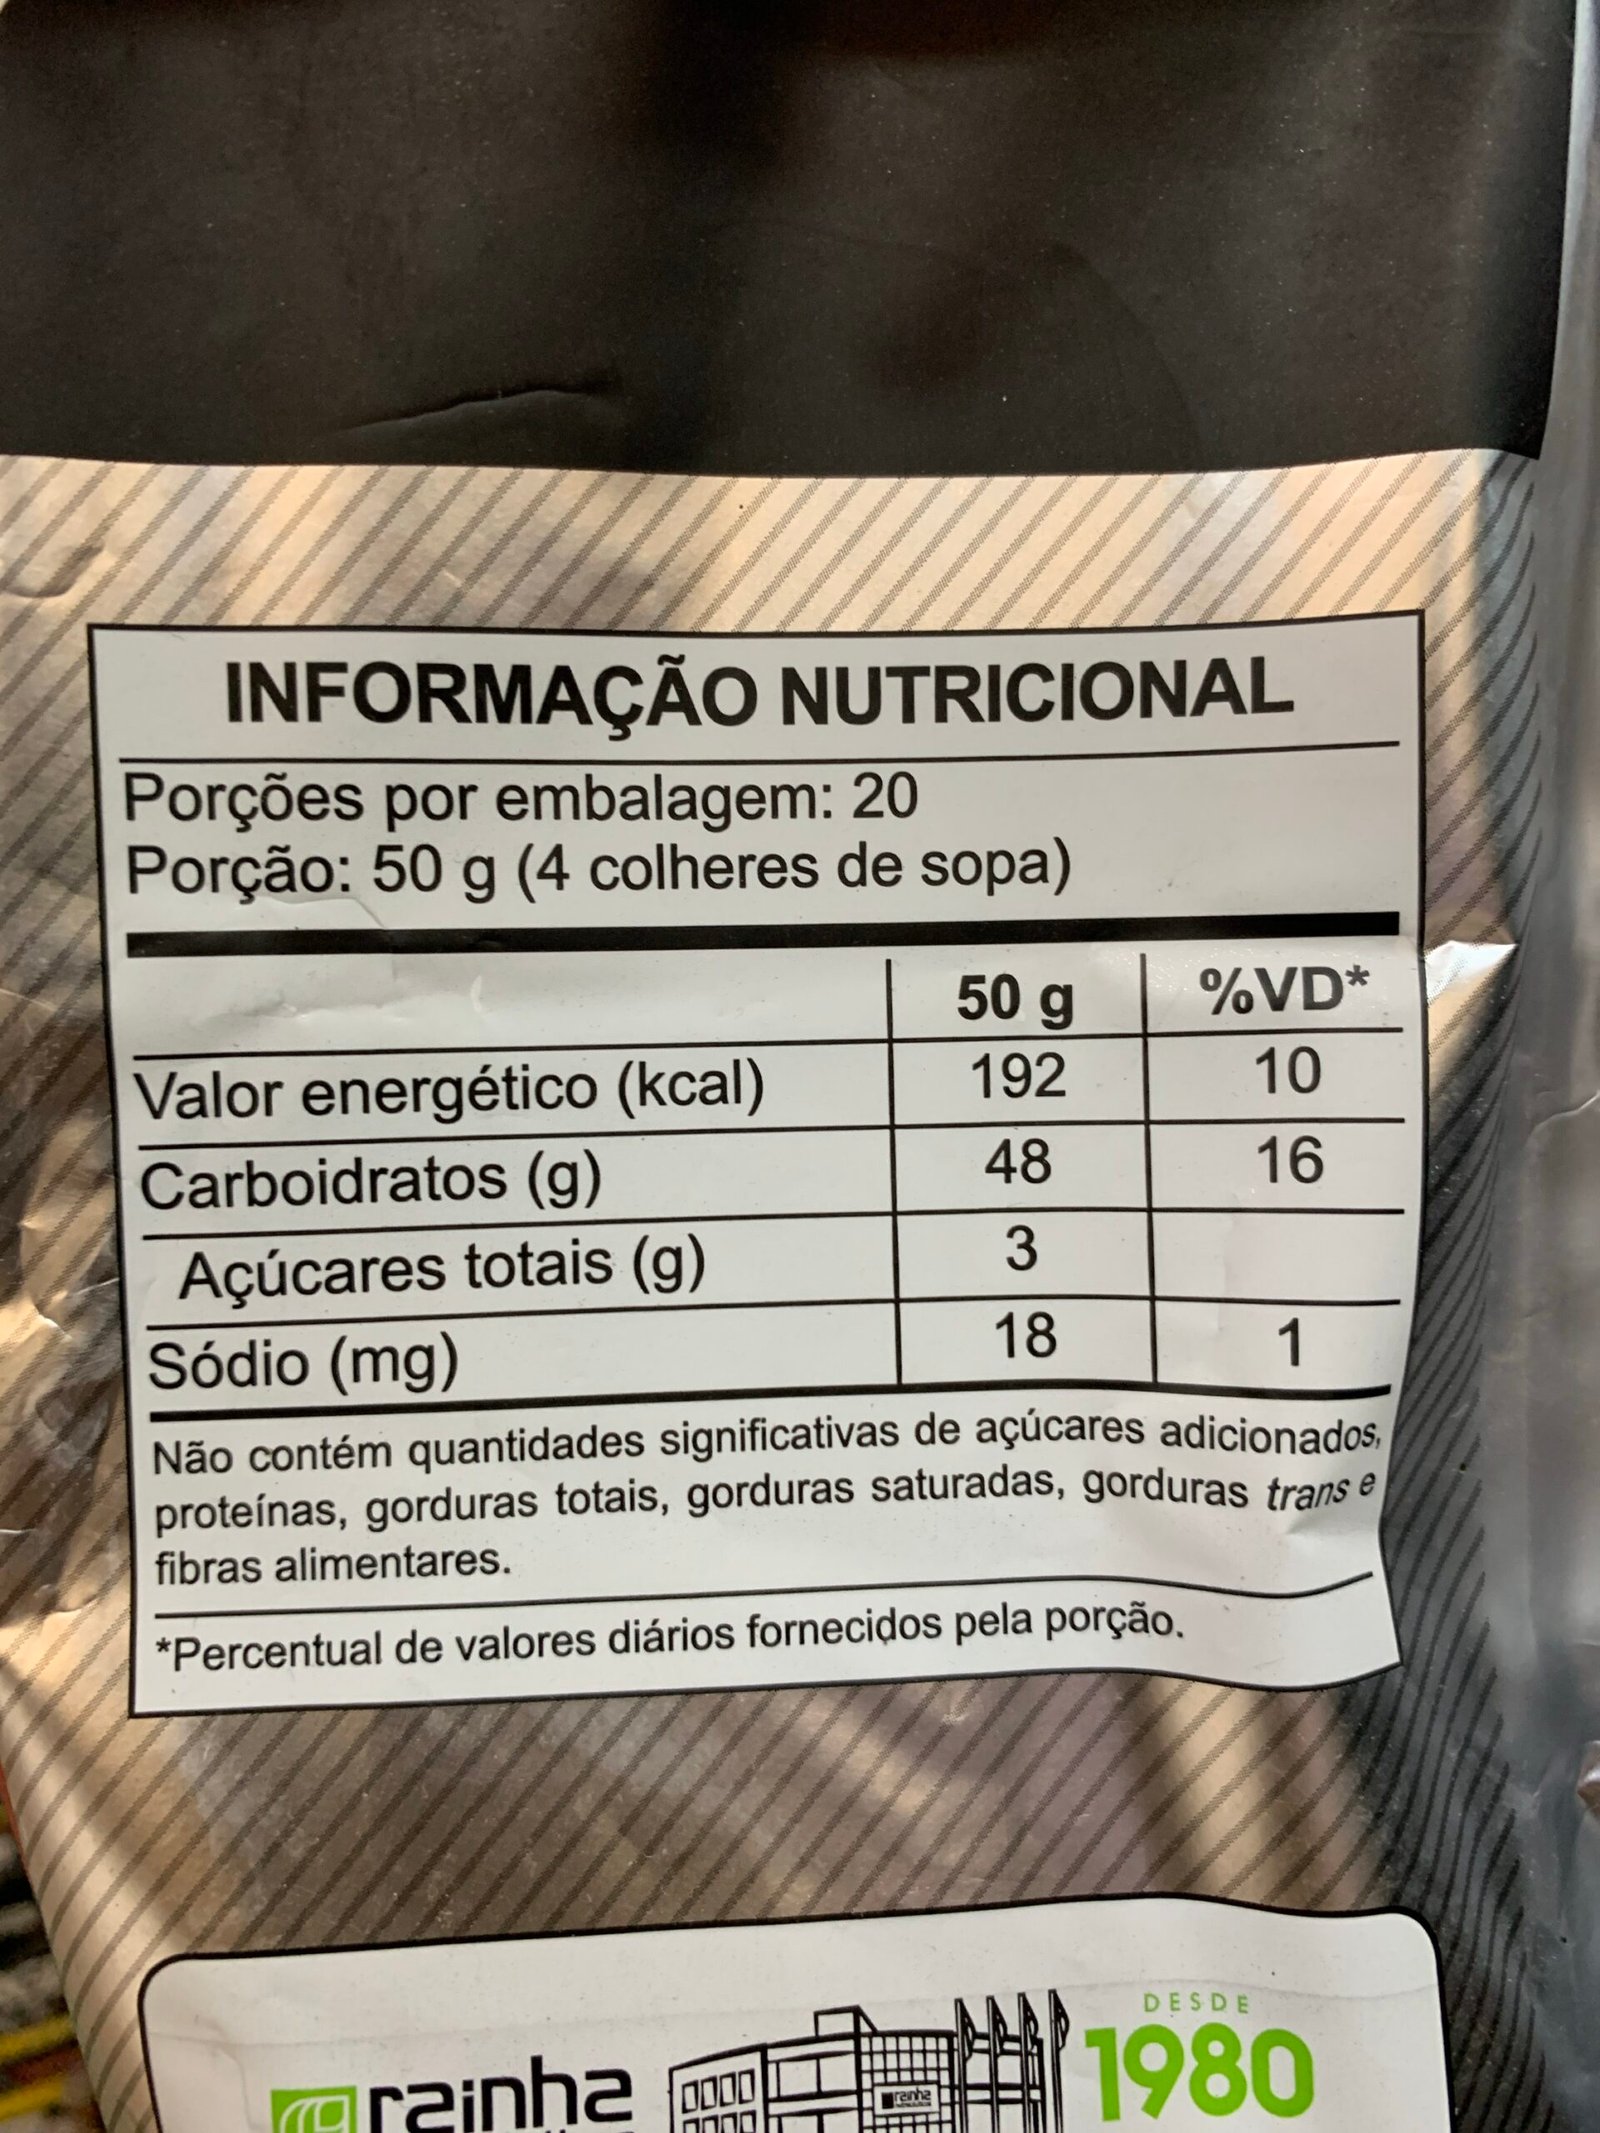 INFORMAÇÃO NUTRICIONAL
Porções por embalagem: 20
Porção: 50 g (4 colheres de sopa)
50 g %VD*
Valor energético (kcal) 192 10
Carboidratos (g) 48 16
Açúcares totais (g) 3
Sódio (mg) 18 1
Não contém quantidades significativas de açúcares adicionados,
proteínas, gorduras totais, gorduras saturadas, gorduras trans e
fibras alimentares.
*Percentual de valores diários fornecidos pela porção.
DESDE
rainha 1980
rainha